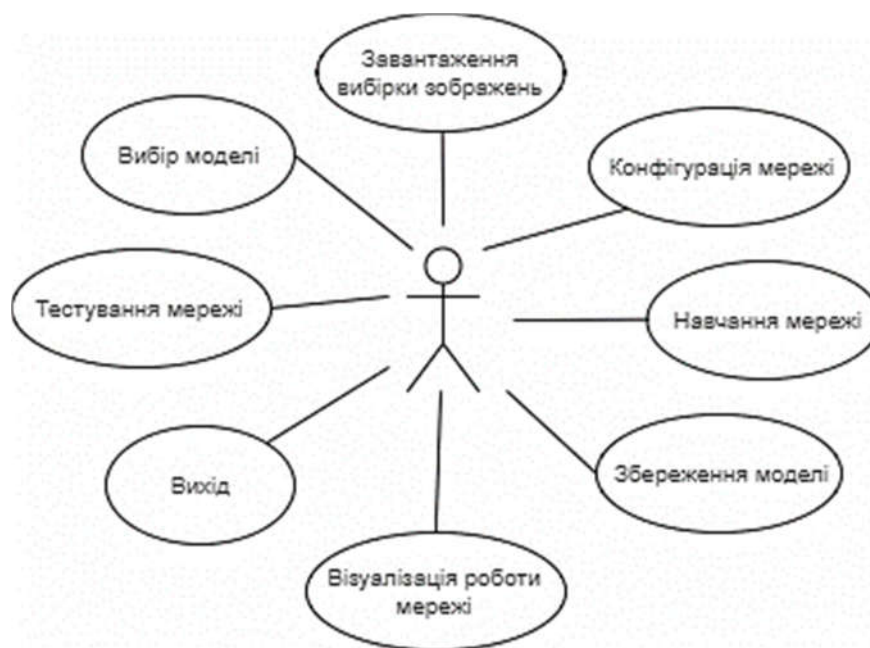 Завантаження
вибірки зображень
Вибір моделі
Конфігурація мережі
Тестування мережі
Навчання мережі
Вихід
Збереження моделі
Візуалізація роботи
мережі